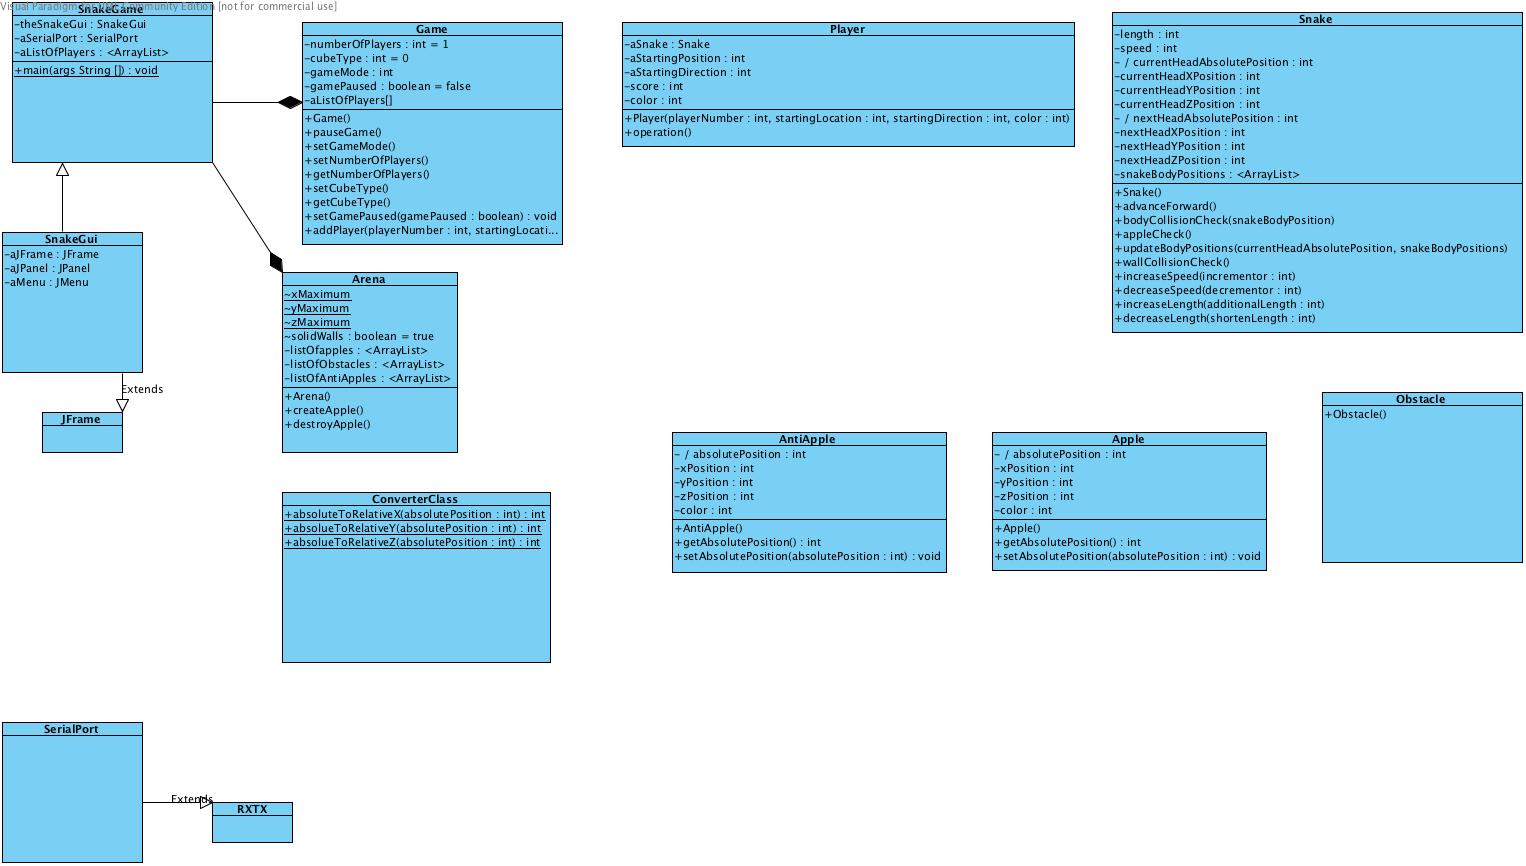 Visual Paradigm for UML Community Edition [not for commercial use]
SnakeGame
-theSnakeGui : SnakeGui
-aSerialPort : SerialPort
-aListOfPlayers : <ArrayList>
+main(args String []) : void
Game
-numberOfPlayers : int = 1
-cubeType : int = 0
-gameMode : int
-gamePaused : boolean = false
-aListOfPlayers[]
+Game()
+pauseGame()
+setGameMode()
+setNumberOfPlayers()
+getNumberOfPlayers()
+setCubeType()
+getCubeType()
+setGamePaused(gamePaused : boolean) : void
+addPlayer(playerNumber : int, startingLocati...
Player
-aSnake : Snake
-aStartingPosition : int
-aStartingDirection : int
-score : int
-color : int
+Player(playerNumber : int, startingLocation : int, startingDirection : int, color : int)
+operation()
Snake
-length : int
-speed : int
- / currentHeadAbsolutePosition : int
-currentHeadXPosition : int
-currentHeadYPosition : int
-currentHeadZPosition : int
- / nextHeadAbsolutePosition : int
-nextHeadXPosition : int
-nextHeadYPosition : int
-nextHeadZPosition : int
-snakeBodyPositions : <ArrayList>
+Snake()
+advanceForward()
+bodyCollisionCheck(snakeBodyPosition)
+appleCheck()
+updateBodyPositions(currentHeadAbsolutePosition, snakeBodyPositions)
+wallCollisionCheck()
+increaseSpeed(incrementor : int)
+decreaseSpeed(decrementor : int)
+increaseLength(additionalLength : int)
+decreaseLength(shortenLength : int)
SnakeGui
-aJFrame : JFrame
-aJPanel : JPanel
-aMenu : JMenu
Extends
JFrame
Arena
~xMaximum
~yMaximum
~zMaximum
~solidWalls : boolean = true
-listOfapples : <ArrayList>
-listOfObstacles : <ArrayList>
-listOfAntiApples : <ArrayList>
+Arena()
+createApple()
+destroyApple()
ConverterClass
+absoluteToRelativeX(absolutePosition : int) : int
+absolueToRelativeY(absolutePosition : int) : int
+absolueToRelativeZ(absolutePosition : int) : int
AntiApple
- / absolutePosition : int
-xPosition : int
-yPosition : int
-zPosition : int
-color : int
+AntiApple()
+getAbsolutePosition() : int
+setAbsolutePosition(absolutePosition : int) : void
Apple
- / absolutePosition : int
-xPosition : int
-yPosition : int
-zPosition : int
-color : int
+Apple()
+getAbsolutePosition() : int
+setAbsolutePosition(absolutePosition : int) : void
Obstacle
+Obstacle()
SerialPort
Extends
RXTX